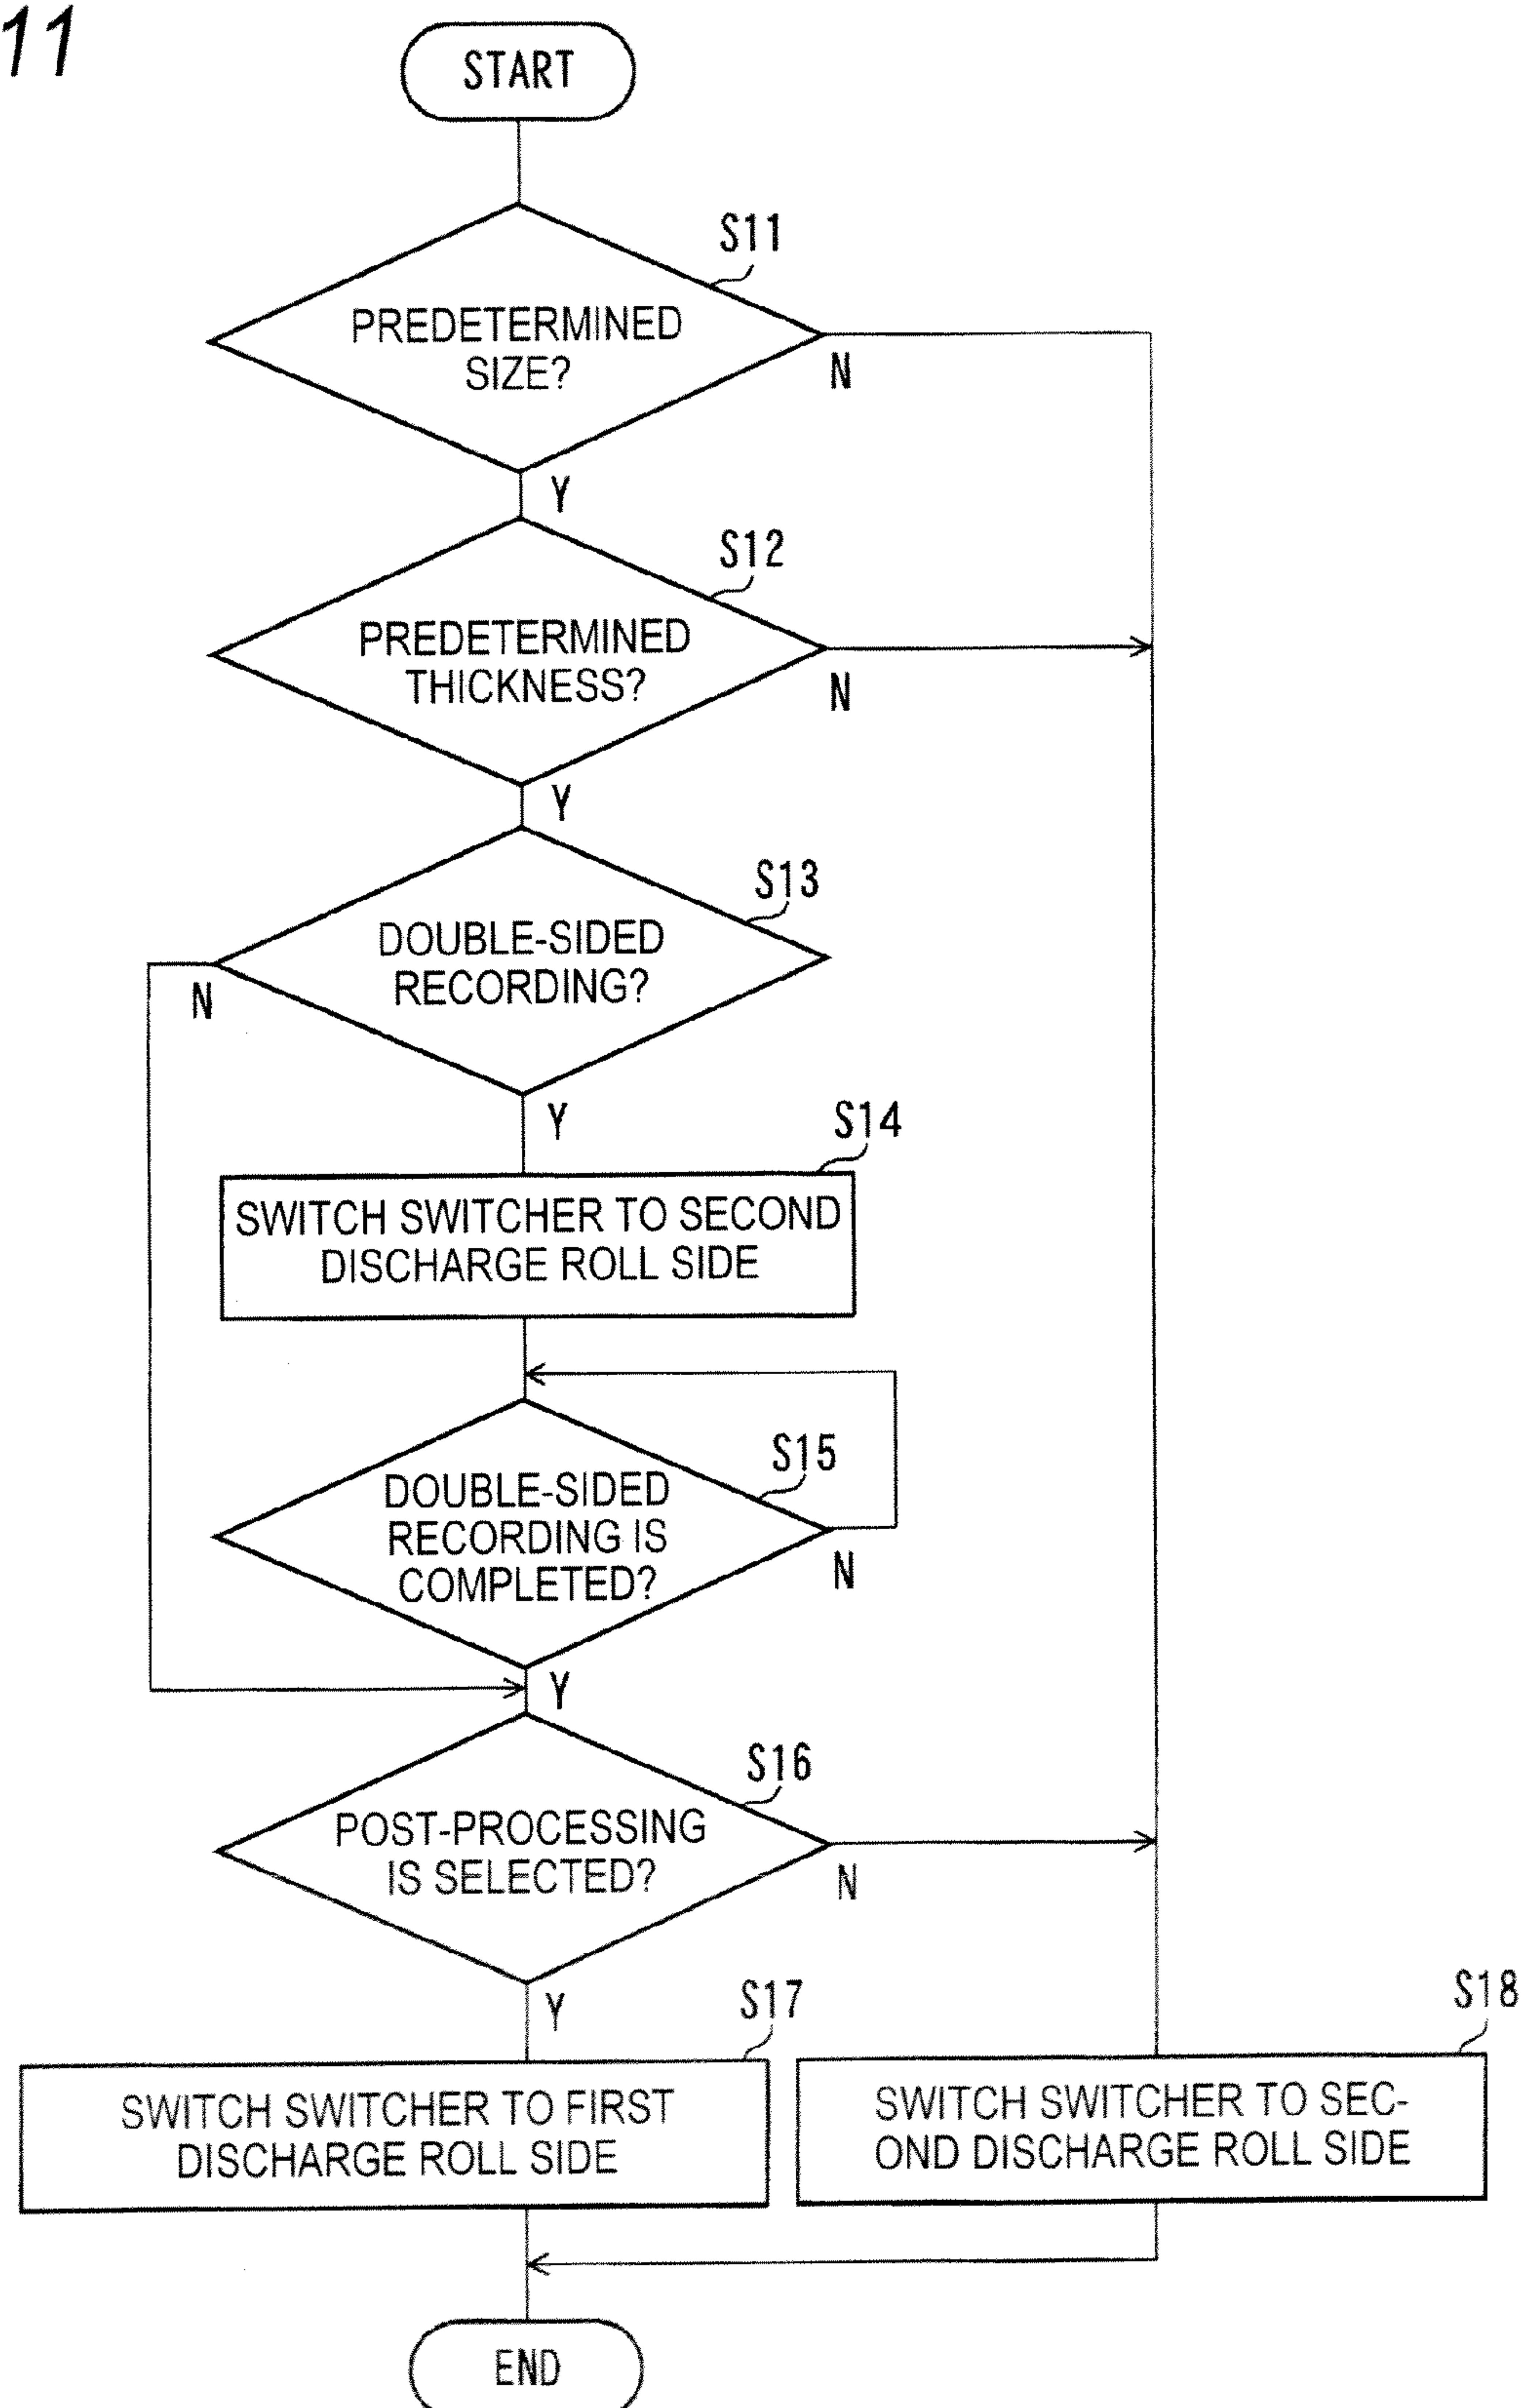 11
START
S11
PREDETERMINED
SIZE?
N
Y
S12
PREDETERMINED
THICKNESS?
N
Y
S13
DOUBLE-SIDED
RECORDING?
N
Y
S14
SWITCH SWITCHER TO SECOND
DISCHARGE ROLL SIDE
S15
DOUBLE-SIDED
RECORDING IS
COMPLETED?
N
Y
S16
POST-PROCESSING
IS SELECTED?
N
Y
S17
SWITCH SWITCHER TO FIRST
DISCHARGE ROLL SIDE
S18
SWITCH SWITCHER TO SEC-
OND DISCHARGE ROLL SIDE
END